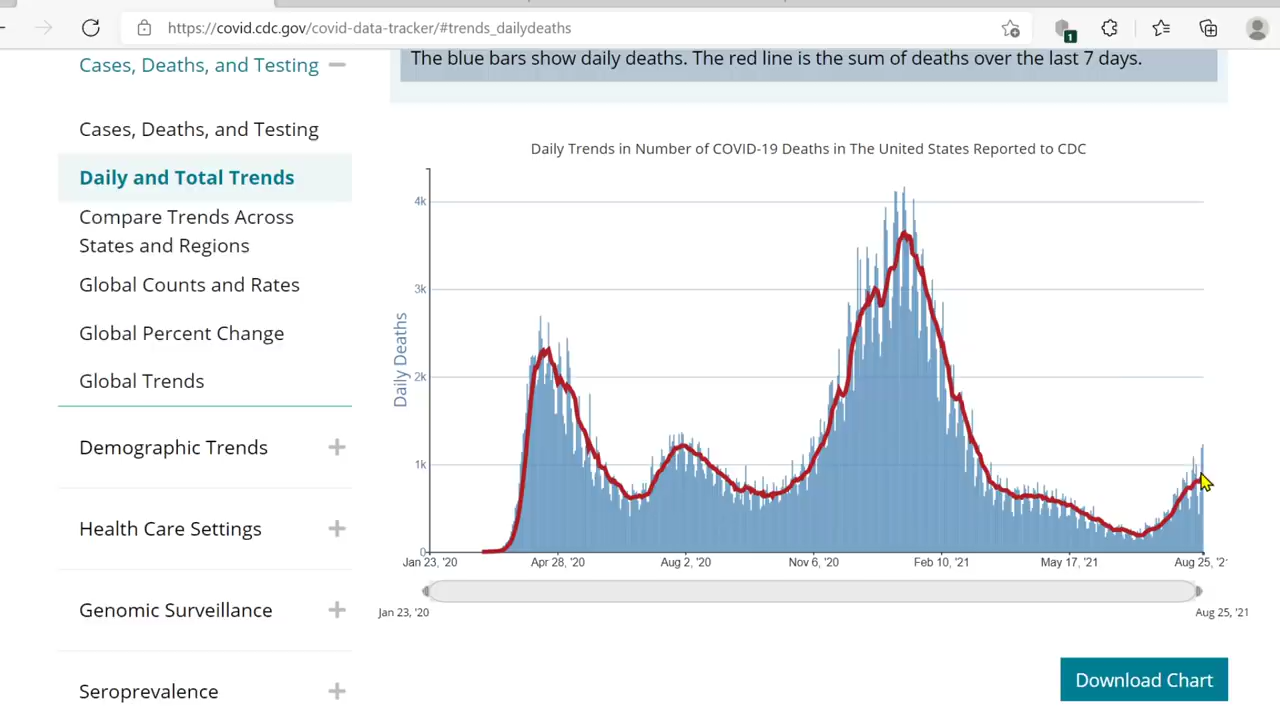 https://covid.cdc.gov/covid-data-tracker/#trends_dailydeaths
1
Cases, Deaths, and Testing
The blue bars show daily deaths. The red line is the sum of deaths over the last 7 days.
Cases, Deaths, and Testing
Daily and Total Trends
Compare Trends Across
States and Regions
Global Counts and Rates
Global Percent Change
Global Trends
Demographic Trends
Health Care Settings
Genomic Surveillance
Seroprevalence
Daily Trends in Number of COVID-19 Deaths in The United States Reported to CDC
Daily Deaths
4k
3k
2k
1k
0
Jan 23, '20
Apr 28, '20
Aug 2, '20
Nov 6, '20
Feb 10, '21
May 17, '21
Aug 25, '2
Jan 23, '20
Aug 25, '21
Download Chart